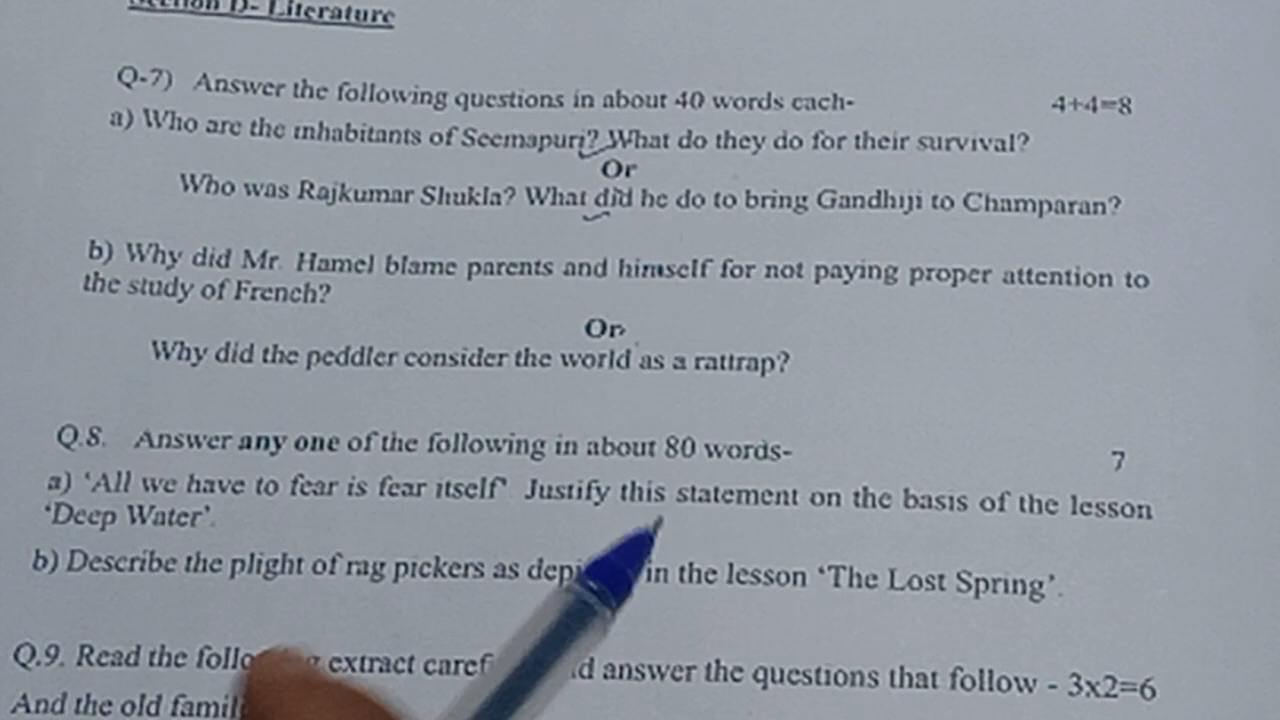 Section D- Literature
Q-7) Answer the following questions in about 40 words each- 4+4=8
a) Who are the inhabitants of Seemapuri? What do they do for their survival?
Or
Who was Rajkumar Shukla? What did he do to bring Gandhiji to Champaran?
b) Why did Mr. Hamel blame parents and himself for not paying proper attention to
the study of French?
Or
Why did the peddler consider the world as a rattrap?
Q.8. Answer any one of the following in about 80 words- 7
a) ‘All we have to fear is fear itself’ Justify this statement on the basis of the lesson
‘Deep Water’.
b) Describe the plight of rag pickers as in the lesson ‘The Lost Spring’.
Q.9. Read the extract answer the questions that follow - 3x2=6
And the old